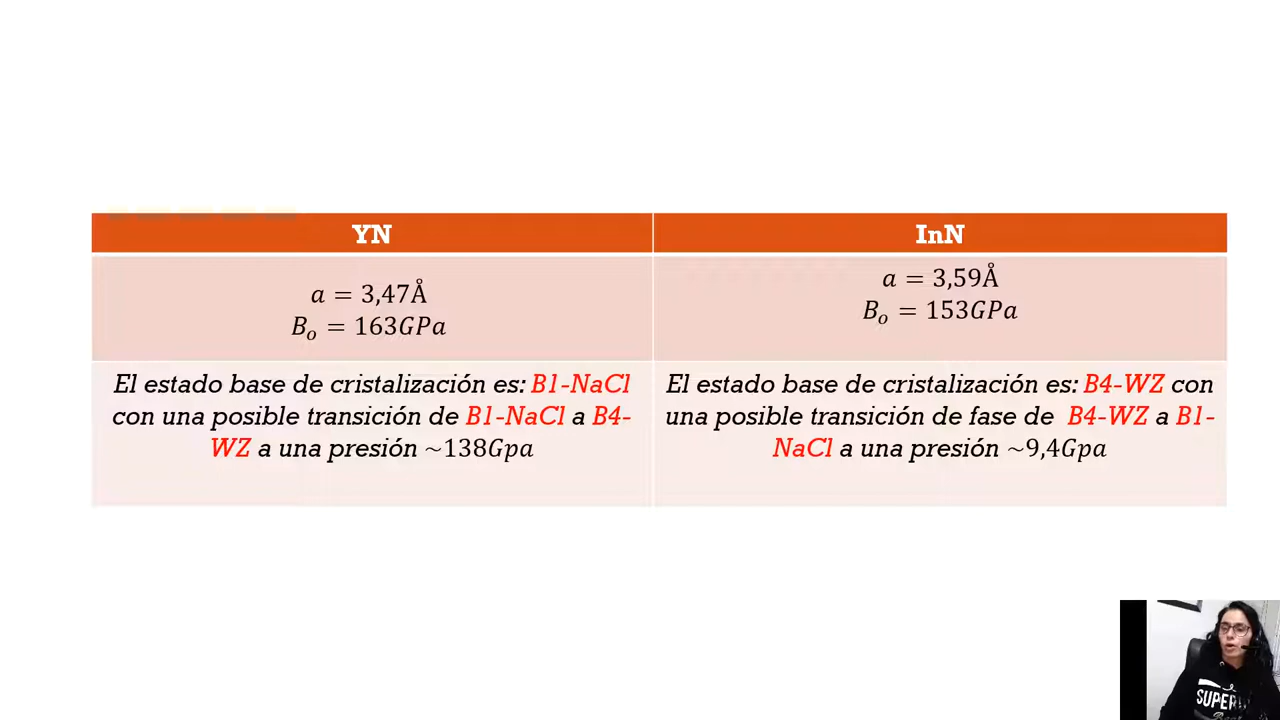 YN
InN
a = 3,47Å
B₀ = 163GPa
a = 3,59Å
B₀ = 153GPa
El estado base de cristalización es: B1-NaCl
con una posible transición de B1-NaCl a B4-
WZ a una presión ~138Gpa
El estado base de cristalización es: B4-WZ con
una posible transición de fase de B4-WZ a B1-
NaCl a una presión ~9,4Gpa